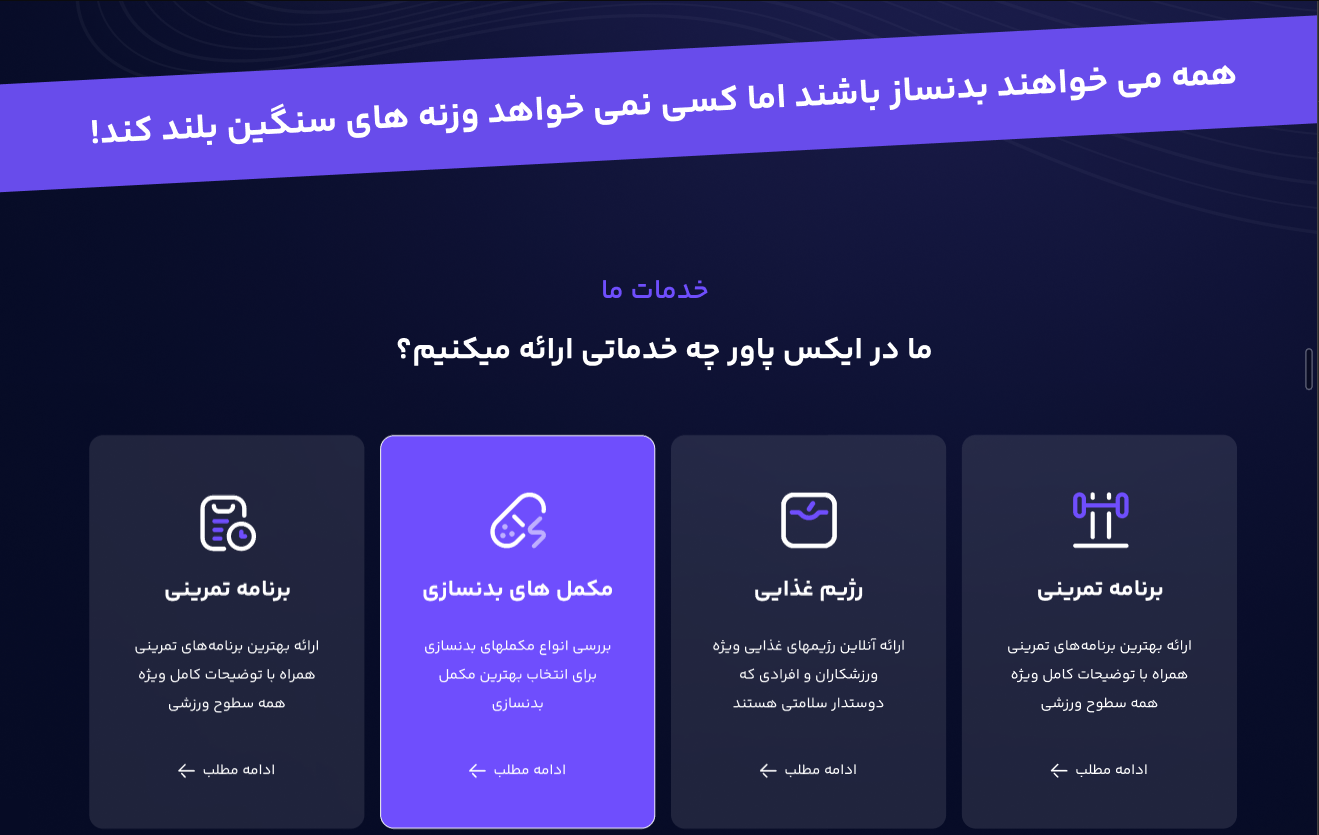 همه می خواهند بدنساز باشند اما کسی نمی خواهد وزنه های سنگین بلند کند!
خدمات ما
ما در ایکس پاور چه خدماتی ارائه میکنیم؟
برنامه تمرینی
ارائه بهترین برنامه‌های تمرینی
همراه با توضیحات کامل ویژه
همه سطوح ورزشی
ادامه مطلب
رژیم غذایی
ارائه آنلاین رژیمهای غذایی ویژه
ورزشکاران و افرادی که
دوستدار سلامتی هستند
ادامه مطلب
مکمل های بدنسازی
بررسی انواع مکملهای بدنسازی
برای انتخاب بهترین مکمل
بدنسازی
ادامه مطلب
برنامه تمرینی
ارائه بهترین برنامه‌های تمرینی
همراه با توضیحات کامل ویژه
همه سطوح ورزشی
ادامه مطلب